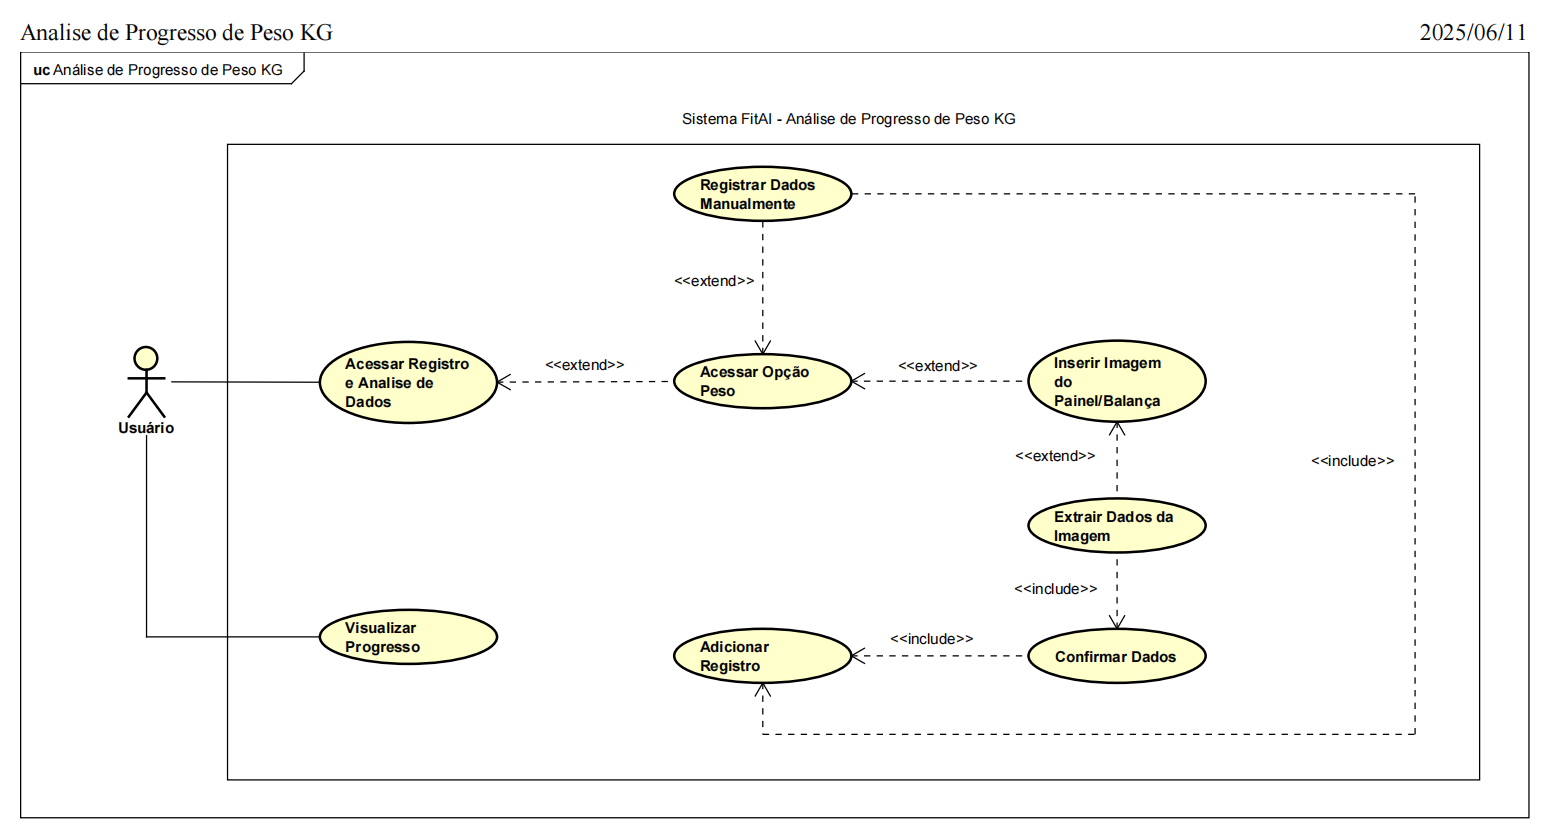 Analise de Progresso de Peso KG
2025/06/11
uc Análise de Progresso de Peso KG
Sistema FitAI - Análise de Progresso de Peso KG
Registrar Dados
Manualmente
<<extend>>
Acessar Registro
e Analise de
Dados
<<extend>>
Acessar Opção
Peso
<<extend>>
Inserir Imagem
do
Painel/Balança
Usuário
<<extend>>
<<include>>
Extrair Dados da
Imagem
<<include>>
Visualizar
Progresso
Adicionar
Registro
<<include>>
Confirmar Dados